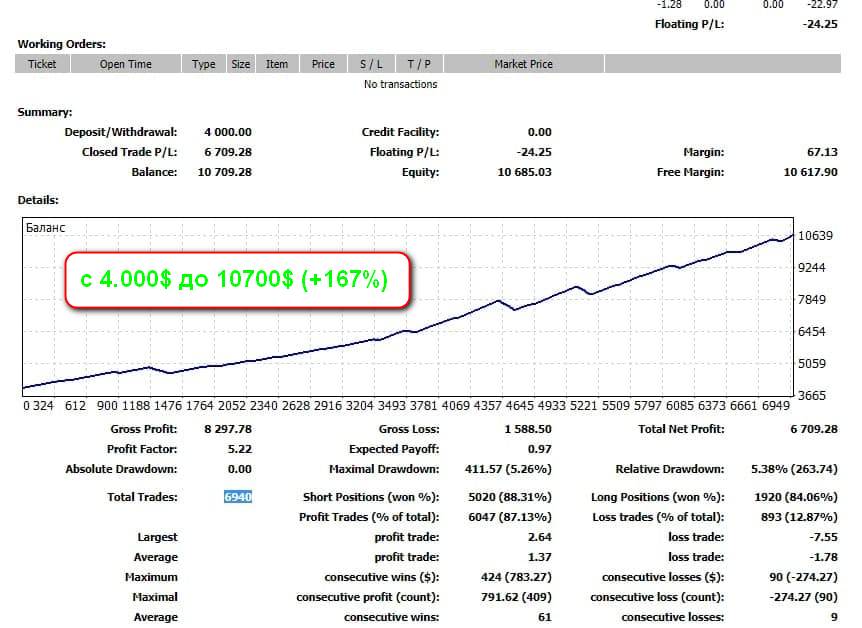 -1.28 0.00 0.00 -22.97
Floating P/L: -24.25
Working Orders:
Ticket Open Time Type Size Item Price S / L T / P Market Price
No transactions
Summary:
Deposit/Withdrawal: 4 000.00 Credit Facility: 0.00
Closed Trade P/L: 6 709.28 Floating P/L: -24.25 Margin: 67.13
Balance: 10 709.28 Equity: 10 685.03 Free Margin: 10 617.90
Details:
Баланс
с 4.000$ до 10700$ (+167%)
10639
9244
7849
6454
5059
3665
0 324 612 900 1188 1476 1764 2052 2340 2628 2916 3204 3493 3781 4069 4357 4645 4933 5221 5509 5797 6085 6373 6661 6949
Gross Profit: 8 297.78 Gross Loss: 1 588.50 Total Net Profit: 6 709.28
Profit Factor: 5.22 Expected Payoff: 0.97
Absolute Drawdown: 0.00 Maximal Drawdown: 411.57 (5.26%) Relative Drawdown: 5.38% (263.74)
Total Trades: 6940 Short Positions (won %): 5020 (88.31%) Long Positions (won %): 1920 (84.06%)
Profit Trades (% of total): 6047 (87.13%) Loss trades (% of total): 893 (12.87%)
Largest profit trade: 2.64 loss trade: -7.55
Average profit trade: 1.37 loss trade: -1.78
Maximum consecutive wins ($): 424 (783.27) consecutive losses ($): 90 (-274.27)
Maximal consecutive profit (count): 791.62 (409) consecutive loss (count): -274.27 (90)
Average consecutive wins: 61 consecutive losses: 9